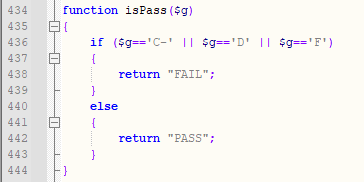 434 function isPass($g)
435 {
436 if ($g=='C-' || $g=='D' || $g=='F')
437 {
438 return "FAIL";
439 }
440 else
441 {
442 return "PASS";
443 }
444 }